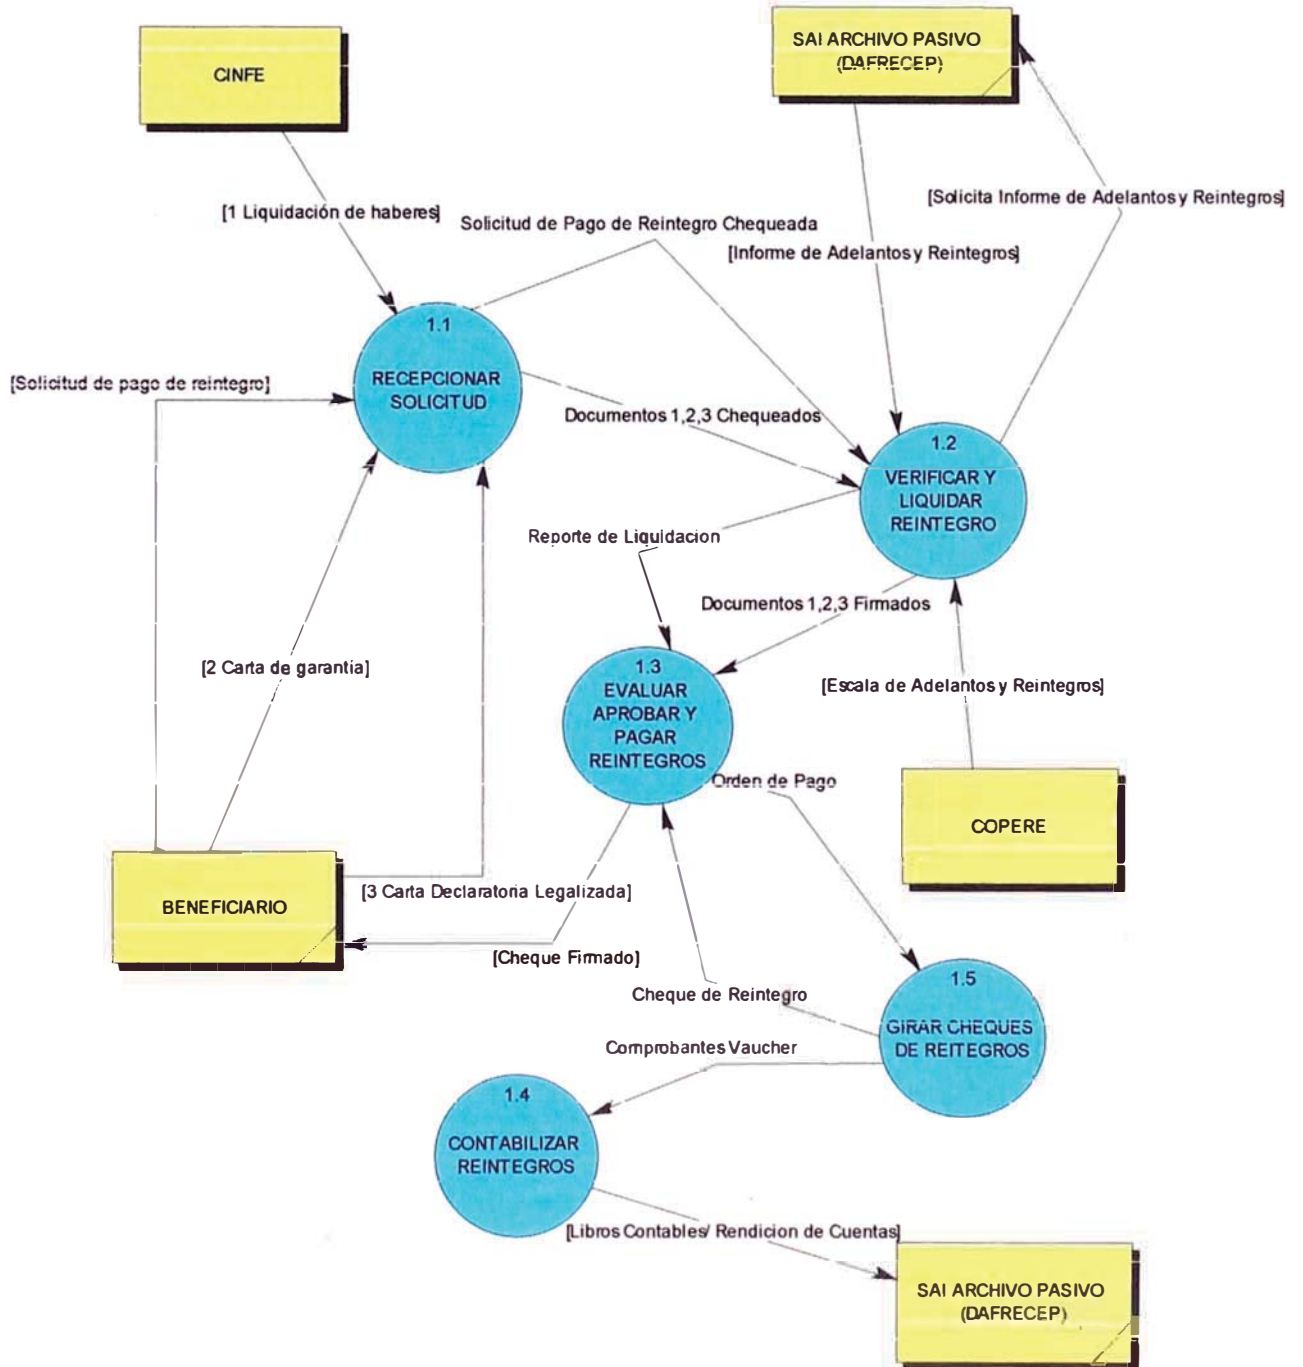 SAI ARCHIVO PASIVO
(DAFRECEP)
CINFE
[Solicita Informe de Adelantos y Reintegros]
[1 Liquidación de haberes]
Solicitud de Pago de Reintegro Chequeada
[Informe de Adelantos y Reintegros]
1.1
RECEPCIONAR
SOLICITUD
[Solicitud de pago de reintegro]
Documentos 1,2,3 Chequeados
1.2
VERIFICAR Y
LIQUIDAR
REINTEGRO
Reporte de Liquidacion
Documentos 1,2,3 Firmados
[2 Carta de garantia]
1.3
EVALUAR
APROBAR Y
PAGAR
REINTEGROS
[Escala de Adelantos y Reintegros]
Orden de Pago
COPERE
BENEFICIARIO
[3 Carta Declaratoria Legalizada]
[Cheque Firmado]
Cheque de Reintegro
1.5
GIRAR CHEQUES
DE REITEGROS
Comprobantes Vaucher
1.4
CONTABILIZAR
REINTEGROS
[Libros Contables/ Rendicion de Cuentas]
SAI ARCHIVO PASIVO
(DAFRECEP)